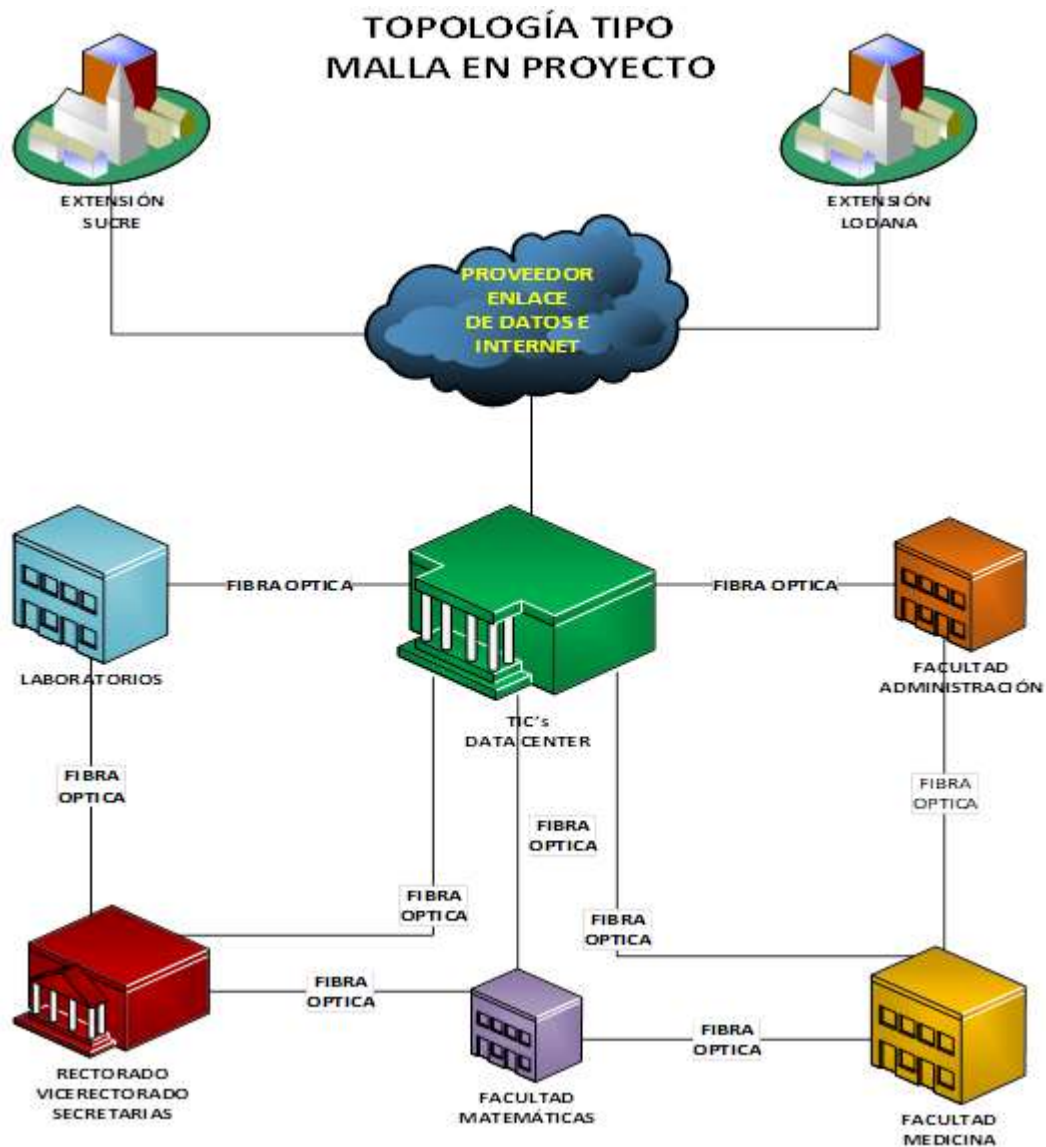 TOPOLOGÍA TIPO
MALLA EN PROYECTO
EXTENSIÓN
SUCRE
EXTENSIÓN
LODANA
PROVEEDOR
ENLACE
DE DATOS E
INTERNET
FIBRA OPTICA
FIBRA OPTICA
LABORATORIOS
TIC's
DATA CENTER
FACULTAD
ADMINISTRACIÓN
FIBRA
OPTICA
FIBRA
OPTICA
FIBRA
OPTICA
FIBRA
OPTICA
FIBRA
OPTICA
FIBRA
OPTICA
FIBRA
OPTICA
RECTORADO
VICERECTORADO
SECRETARIAS
FACULTAD
MATEMÁTICAS
FACULTAD
MEDICINA